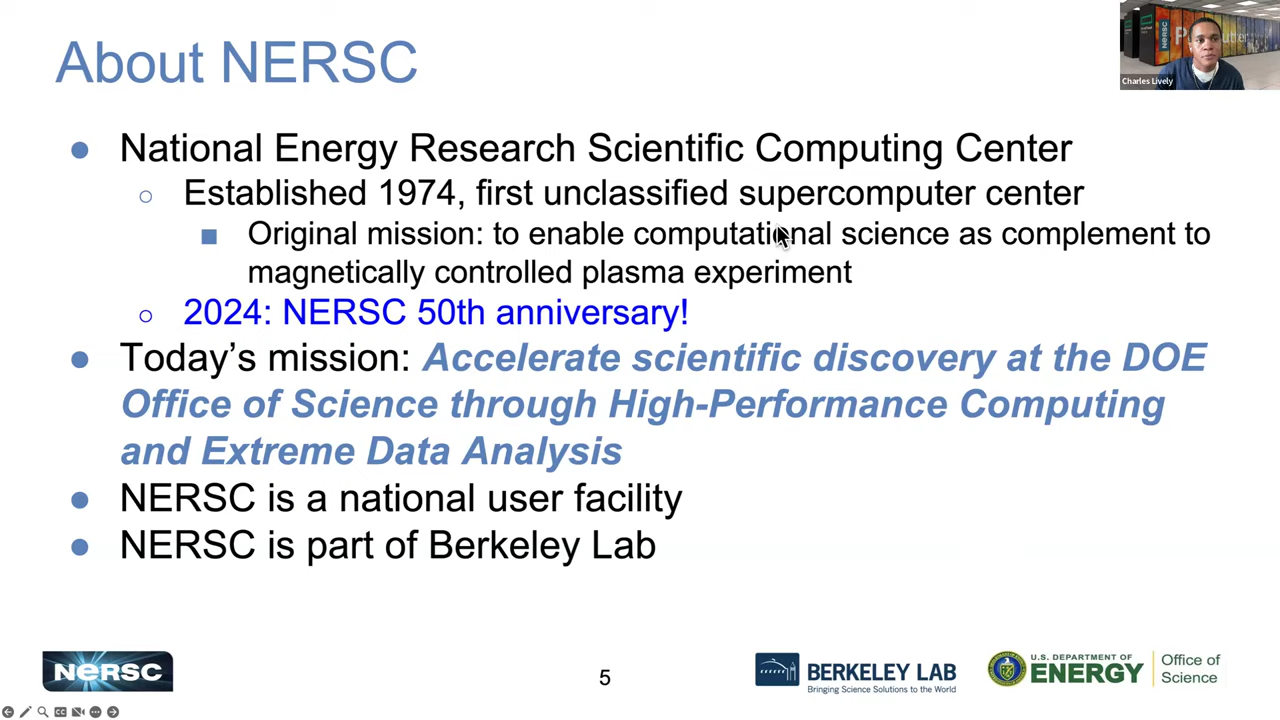 About NERSC
Charles Lively
National Energy Research Scientific Computing Center
Established 1974, first unclassified supercomputer center
Original mission: to enable computational science as complement to
magnetically controlled plasma experiment
2024: NERSC 50th anniversary!
Today’s mission: Accelerate scientific discovery at the DOE
Office of Science through High-Performance Computing
and Extreme Data Analysis
NERSC is a national user facility
NERSC is part of Berkeley Lab
NERSC
5
BERKELEY LAB
Bringing Science Solutions to the World
U.S. DEPARTMENT OF
ENERGY
Office of
Science